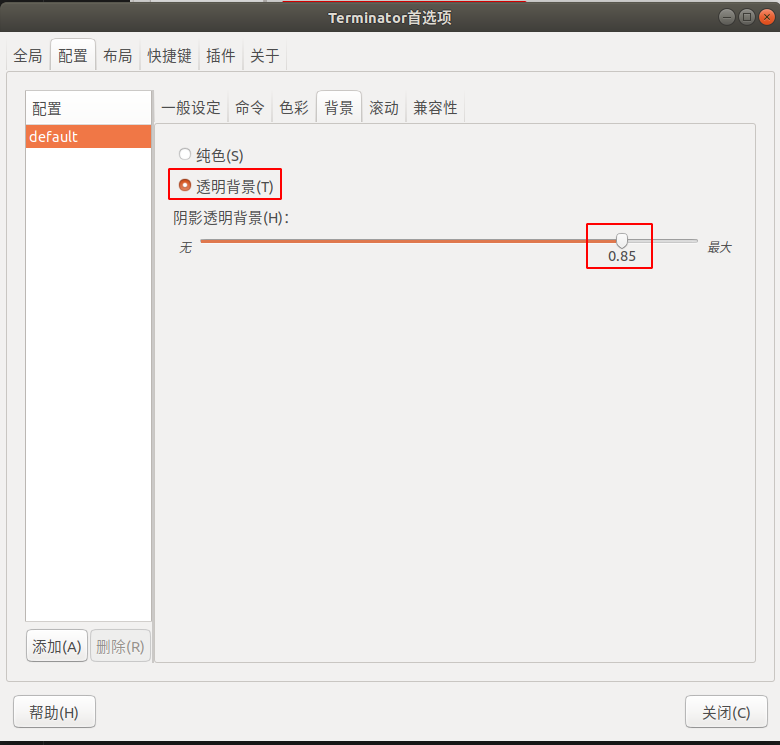 Terminator首选项
全局 配置 布局 快捷键 插件 关于
配置
default
一般设定 命令 色彩 背景 滚动 兼容性
纯色(S)
透明背景(T)
阴影透明背景(H):
无 最大
0.85
添加(A) 删除(R)
帮助(H) 关闭(C)